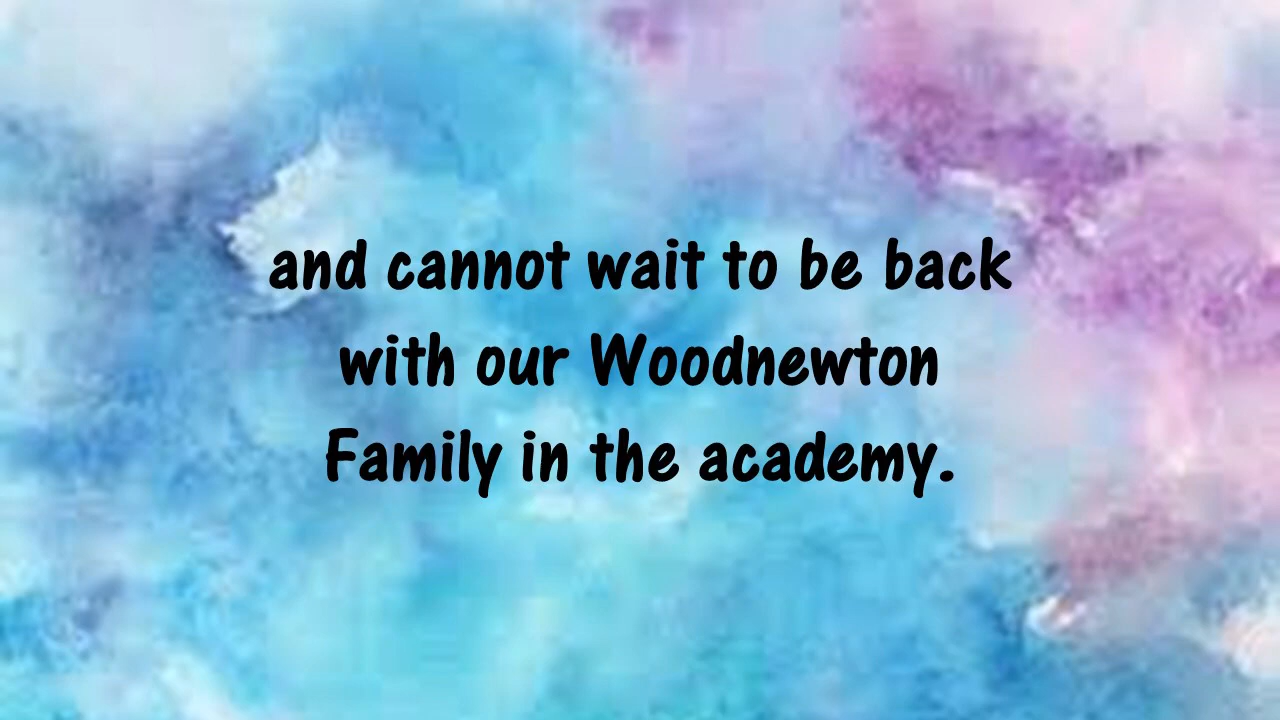 and cannot wait to be back
with our Woodnewton
Family in the academy.